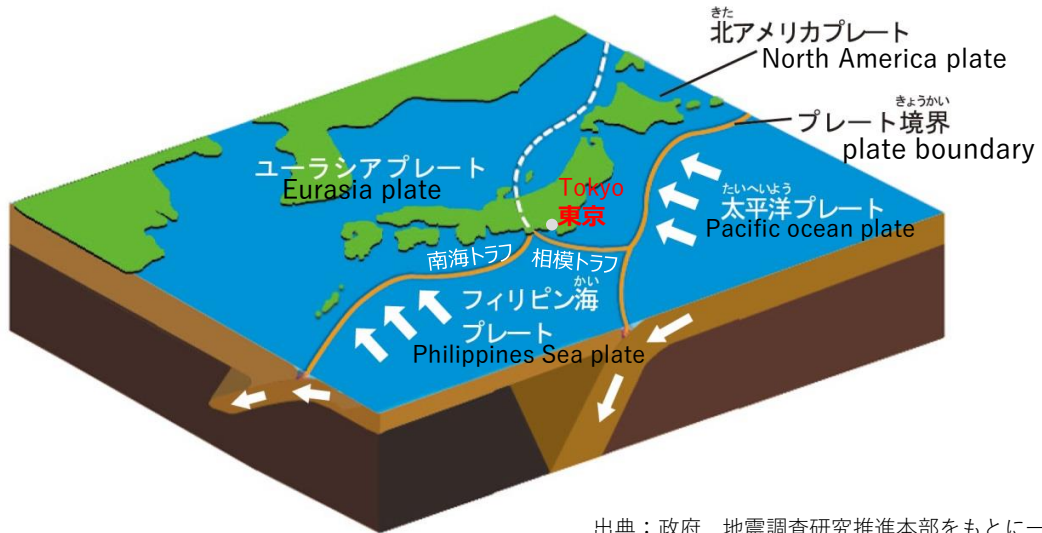 きた
北アメリカプレート
North America plate
きょうかい
プレート境界
plate boundary
ユーラシアプレート
Eurasia plate
Tokyo
東京
たいへいよう
太平洋プレート
Pacific ocean plate
南海トラフ
相模トラフ
かい
フィリピン海
プレート
Philippines Sea plate
出典：政府 地震調査研究推進本部をもとに一